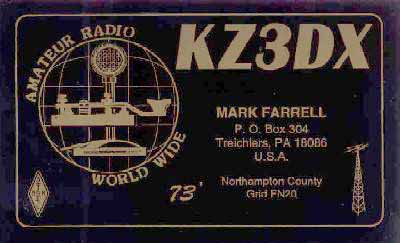 AMATEUR RADIO
WORLD WIDE
KZ3DX
MARK FARRELL
P. O. Box 304
Treichlers, PA 18086
U.S.A.
Northampton County
Grid FN20
73'